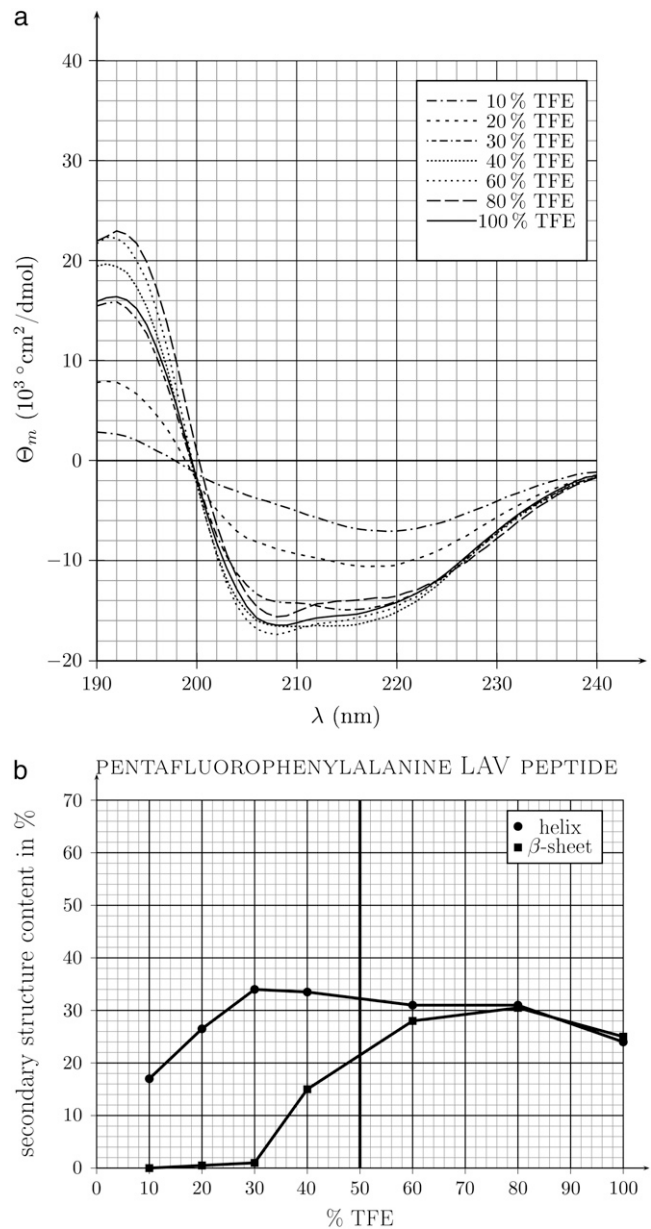 a
40
30
20
10
0
−10
−20
Θm (10³ °cm²/dmol)
10 % TFE
20 % TFE
30 % TFE
40 % TFE
60 % TFE
80 % TFE
100 % TFE
190 200 210 220 230 240
λ (nm)
b
PENTAFLUOROPHENYLALANINE LAV PEPTIDE
70
60
50
40
30
20
10
0
secondary structure content in %
helix
β-sheet
0 10 20 30 40 50 60 70 80 90 100
% TFE